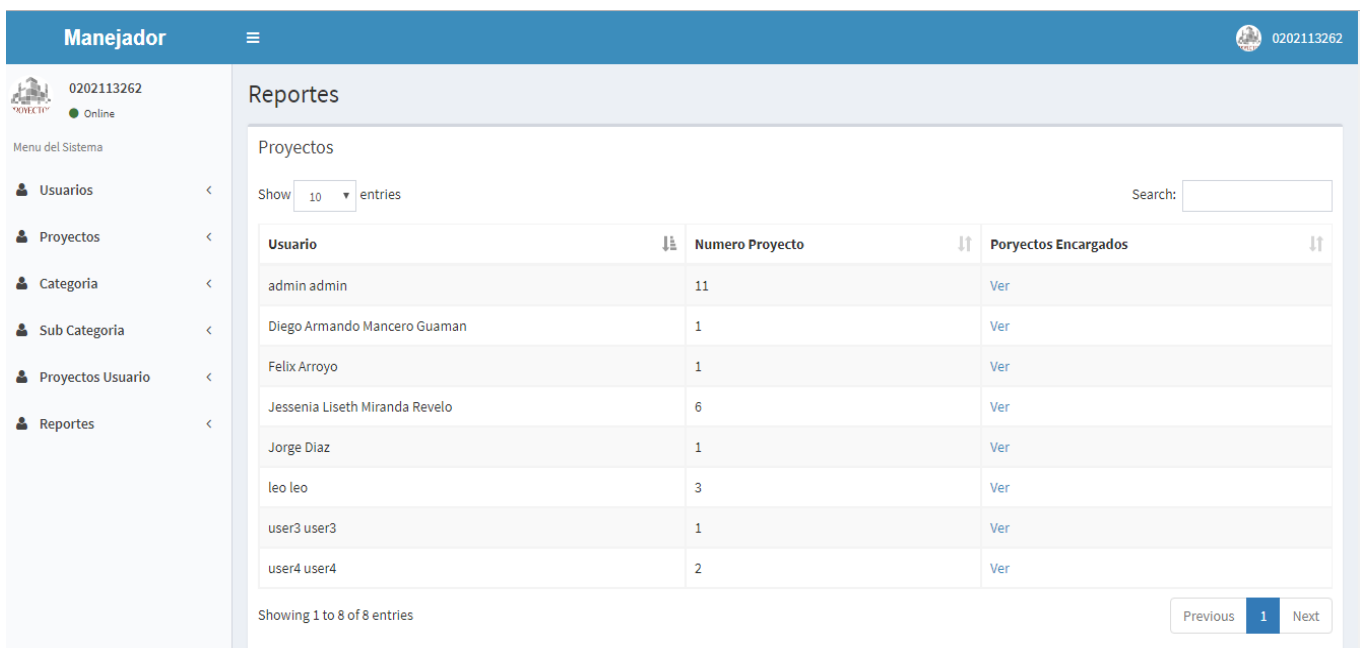 Manejador
0202113262
0202113262
Online
Menu del Sistema
Usuarios
Proyectos
Categoria
Sub Categoria
Proyectos Usuario
Reportes
Reportes
Proyectos
Show 10 entries Search:
Usuario Numero Proyecto Poryectos Encargados
admin admin 11 Ver
Diego Armando Mancero Guaman 1 Ver
Felix Arroyo 1 Ver
Jessenia Liseth Miranda Revelo 6 Ver
Jorge Diaz 1 Ver
leo leo 3 Ver
user3 user3 1 Ver
user4 user4 2 Ver
Showing 1 to 8 of 8 entries Previous 1 Next